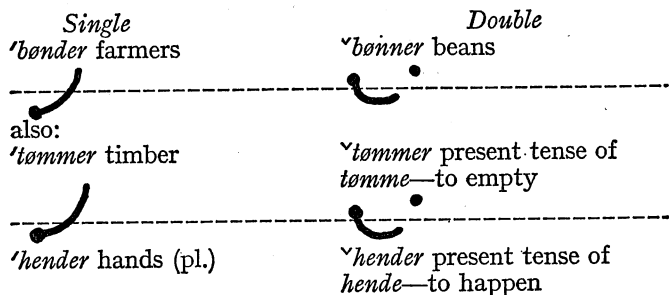 Single Double
ˊbønder farmers ˇbønner beans
also:
ˊtømmer timber ˇtømmer present tense of
tømme—to empty
ˊhender hands (pl.) ˇhender present tense of
hende—to happen